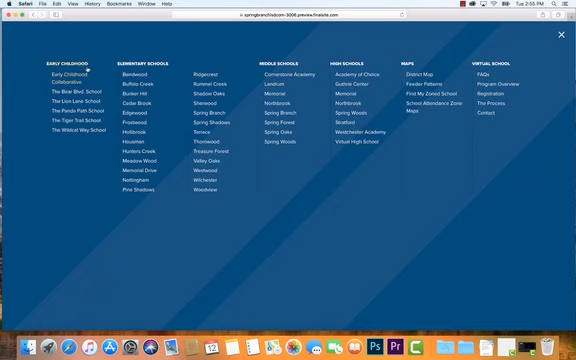 Safari File Edit View History Bookmarks Window Help
Tue 2:55 PM
springbranchisdcom-3006.preview.finalsite.com
EARLY CHILDHOOD
Early Childhood
Collaborative
The Bear Blvd. School
The Lion Lane School
The Panda Path School
The Tiger Trail School
The Wildcat Way School
ELEMENTARY SCHOOLS
Bendwood
Buffalo Creek
Bunker Hill
Cedar Brook
Edgewood
Frostwood
Hollibrook
Housman
Hunters Creek
Meadow Wood
Memorial Drive
Nottingham
Pine Shadows
Ridgecrest
Rummel Creek
Shadow Oaks
Sherwood
Spring Branch
Spring Shadows
Terrace
Thornwood
Treasure Forest
Valley Oaks
Westwood
Wilchester
Woodview
MIDDLE SCHOOLS
Cornerstone Academy
Landrum
Memorial
Northbrook
Spring Branch
Spring Forest
Spring Oaks
Spring Woods
HIGH SCHOOLS
Academy of Choice
Guthrie Center
Memorial
Northbrook
Spring Woods
Stratford
Westchester Academy
Virtual High School
MAPS
District Map
Feeder Patterns
Find My Zoned School
School Attendance Zone
Maps
VIRTUAL SCHOOL
FAQs
Program Overview
Registration
The Process
Contact
12
Ps
Pr